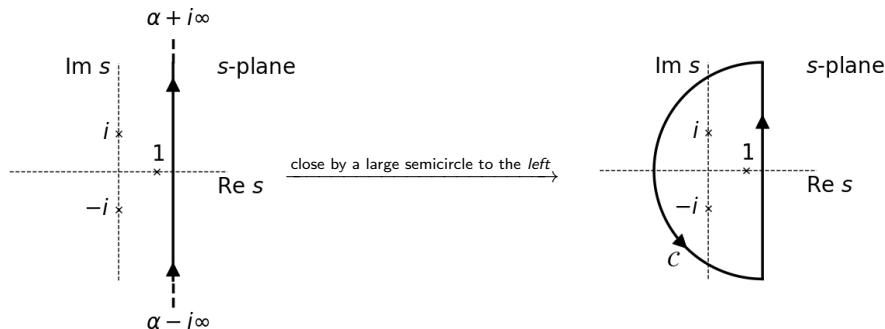 α + i∞
Im s
s-plane
i
1
−i
Re s
α − i∞
close by a large semicircle to the left
Im s
s-plane
i
1
−i
Re s
C